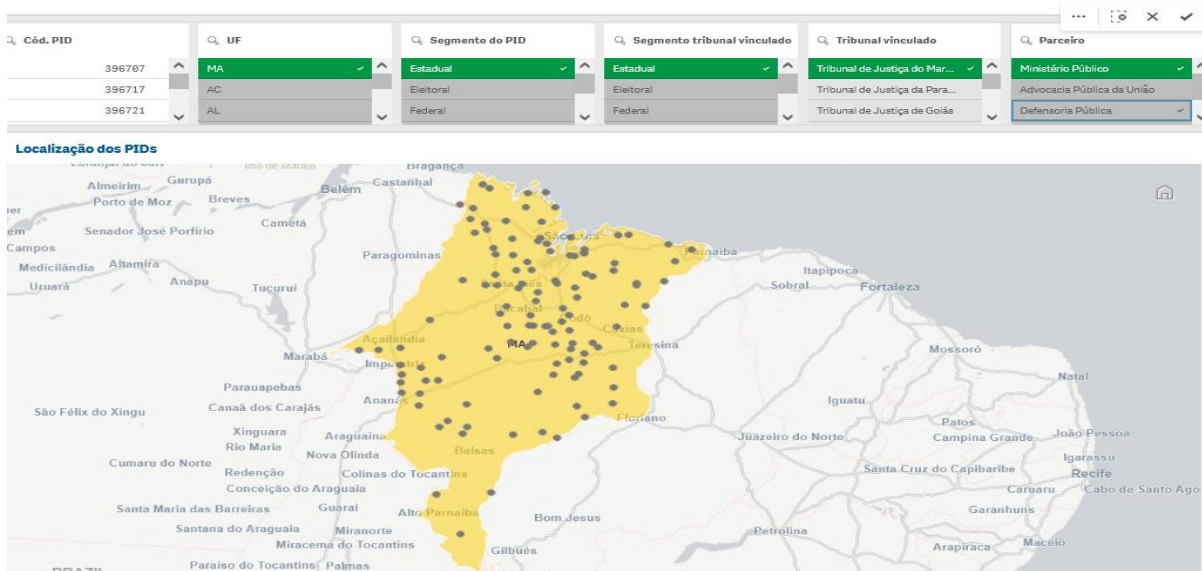 Cód. PID
UF
Segmento do PID
Segmento tribunal vinculado
Tribunal vinculado
Parceiro
396707
MA
Estadual
Estadual
Tribunal de Justiça do Mar...
Ministério Público
396717
AC
Eleitoral
Eleitoral
Tribunal de Justiça da Para...
Advocacia Pública da União
396721
AL
Federal
Federal
Tribunal de Justiça de Goiás
Defensoria Pública
Localização dos PIDs
Bragança
Almeirim
Gurupá
Belém
Castanhal
Porto de Moz
Breves
Cametá
Senador José Porfírio
São Luís
Campos
Paragominas
Parnaíba
Medicilândia
Altamira
Itapipoca
Uruará
Anapu
Tucuruí
Sobral
Fortaleza
Bacabal
Codó
Caxias
Açailândia
MA
Teresina
Marabá
Mossoró
Parauapebas
Natal
São Félix do Xingu
Canaã dos Carajás
Iguatu
Floriano
Patos
Xinguara
Araguaína
Juazeiro do Norte
Campina Grande
João Pessoa
Rio Maria
Nova Olinda
Balsas
Igarassu
Cumaru do Norte
Redenção
Colinas do Tocantins
Santa Cruz do Capibaribe
Recife
Conceição do Araguaia
Caruaru
Cabo de Santo Ago
Santa Maria das Barreiras
Guaraí
Alto Parnaíba
Bom Jesus
Garanhuns
Santana do Araguaia
Miranorte
Petrolina
Miracema do Tocantins
Gilbués
Arapiraca
Maceió
Paraíso do Tocantins
Palmas